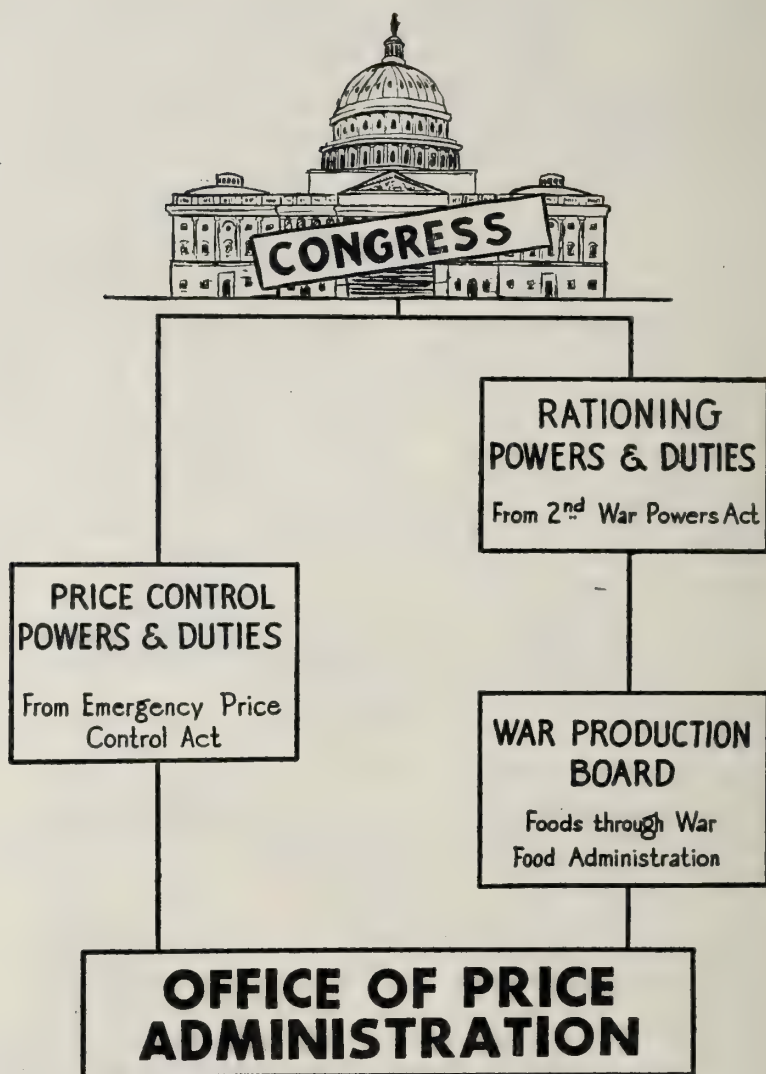 CONGRESS
RATIONING
POWERS & DUTIES
From 2nd War Powers Act
PRICE CONTROL
POWERS & DUTIES
From Emergency Price
Control Act
WAR PRODUCTION
BOARD
Foods through War
Food Administration
OFFICE OF PRICE
ADMINISTRATION